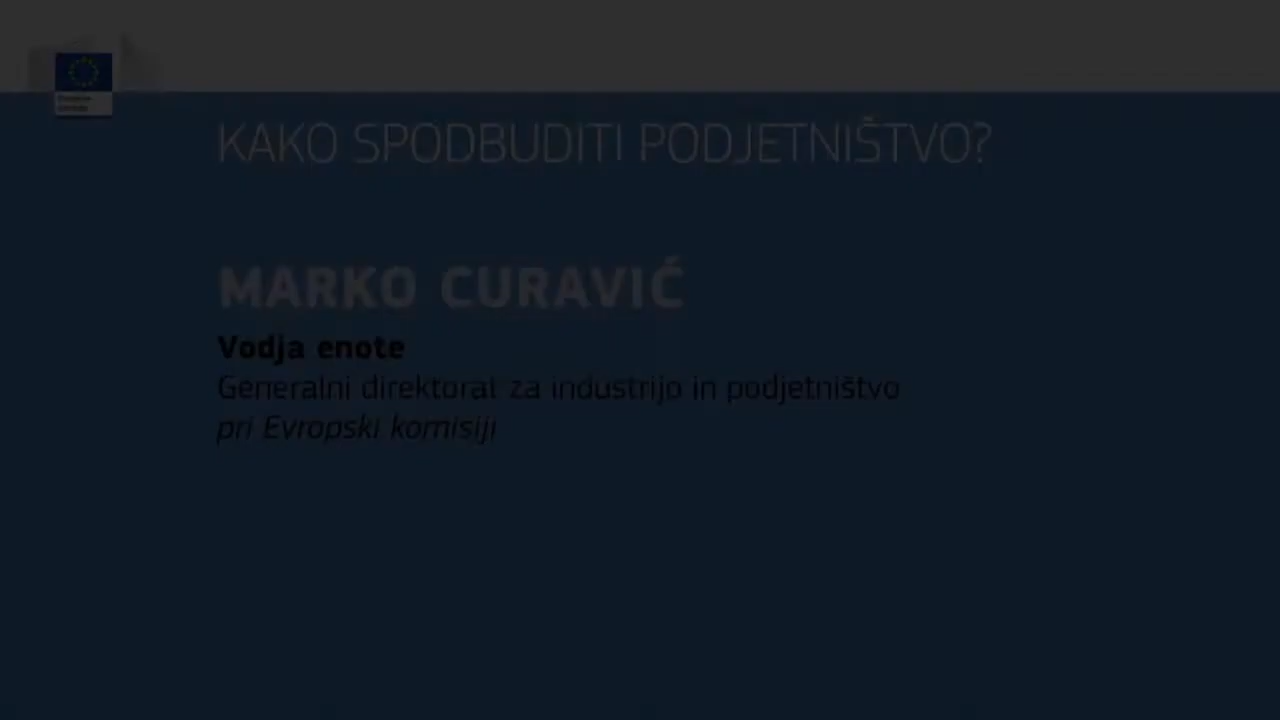 KAKO SPODBUDITI PODJETNIŠTVO?
MARKO CURAVIĆ
Vodja enote
Generalni direktorat za industrijo in podjetništvo
pri Evropski komisiji